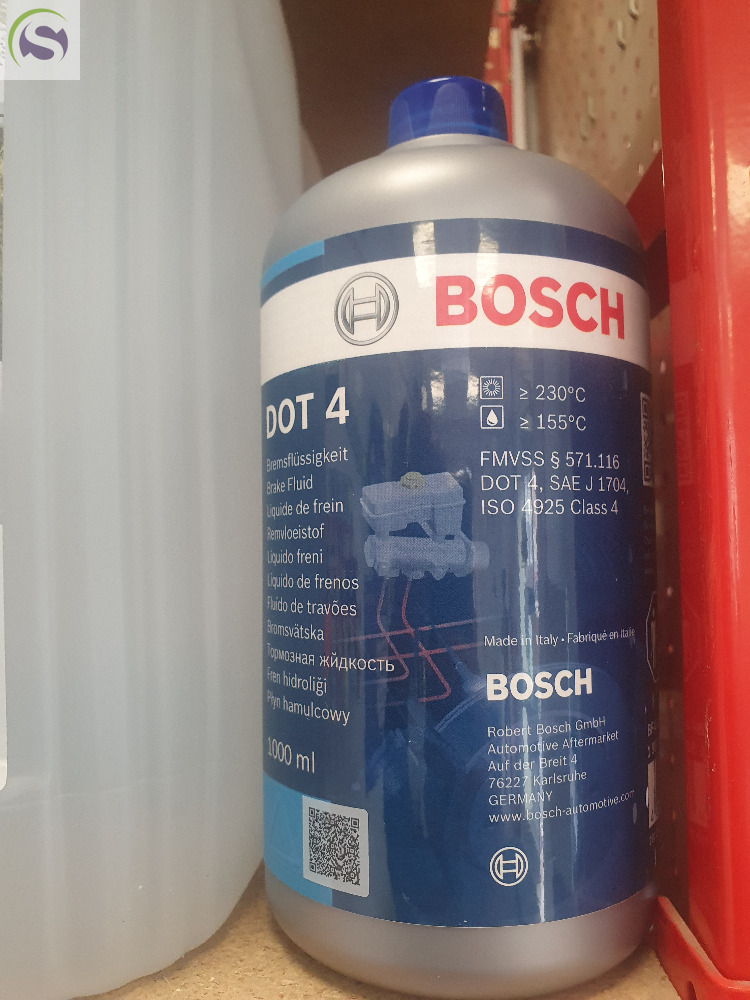 BOSCH
DOT 4
Bremsflüssigkeit
Brake Fluid
Liquide de frein
Remvloeistof
Liquido freni
Líquido de frenos
Fluído de travões
Bromsvätska
Тормозная жйдкость
Fren hidroliği
Płyn hamulcowy
1000 ml
≥ 230°C
≥ 155°C
FMVSS § 571.116
DOT 4, SAE J 1704,
ISO 4925 Class 4
Made in Italy • Fabriqué en Italie
BOSCH
Robert Bosch GmbH
Automotive Aftermarket
Auf der Breit 4
76227 Karlsruhe
GERMANY
www.bosch-automotive.com